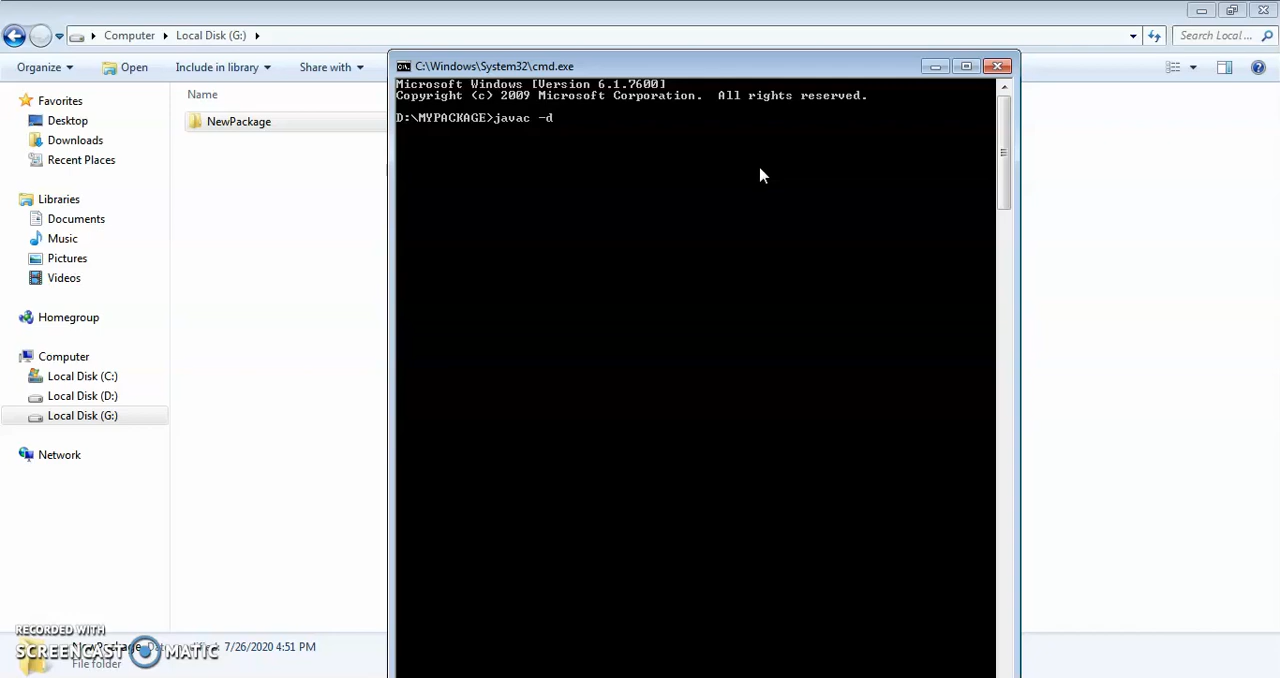 Computer
Local Disk (G:)
Search Local ...
Organize
Open
Include in library
Share with
C:\Windows\System32\cmd.exe
Microsoft Windows [Version 6.1.7600]
Copyright (c) 2009 Microsoft Corporation.  All rights reserved.
D:\MYPACKAGE>javac -d
Name
NewPackage
Favorites
Desktop
Downloads
Recent Places
Libraries
Documents
Music
Pictures
Videos
Homegroup
Computer
Local Disk (C:)
Local Disk (D:)
Local Disk (G:)
Network
RECORDED WITH
SCREENCAST MATIC
NewPackage 7/26/2020 4:51 PM
File folder